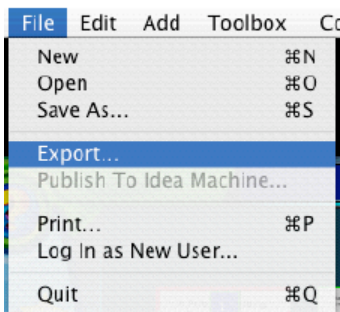 File Edit Add Toolbox
New ⌘N
Open ⌘O
Save As... ⌘S
Export...
Publish To Idea Machine...
Print... ⌘P
Log In as New User...
Quit ⌘Q